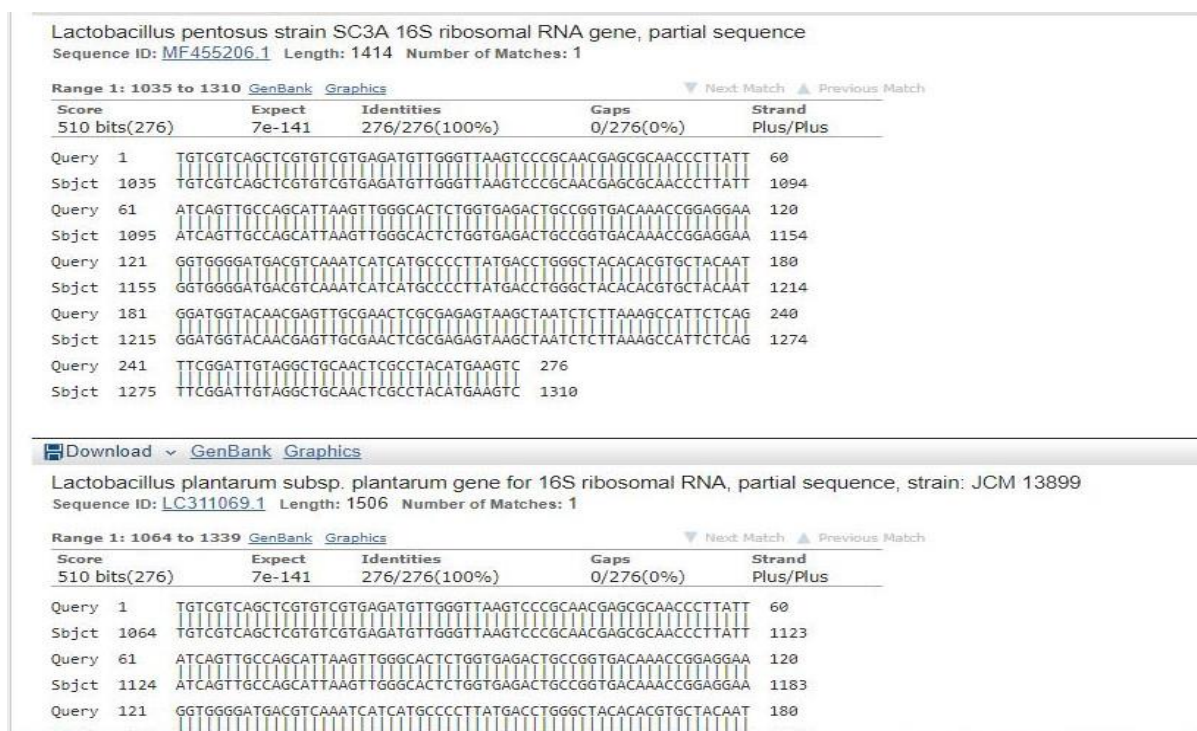 Lactobacillus pentosus strain SC3A 16S ribosomal RNA gene, partial sequence
Sequence ID: MF455206.1 Length: 1414 Number of Matches: 1
Range 1: 1035 to 1310 GenBank Graphics Next Match Previous Match
Score Expect Identities Gaps Strand
510 bits(276) 7e-141 276/276(100%) 0/276(0%) Plus/Plus
Query 1 TGTCGTCAGCTCGTGTCGTGAGATGTTGGGTTAAGTCCCGCAACGAGCGCAACCCTTATT 60
Sbjct 1035 TGTCGTCAGCTCGTGTCGTGAGATGTTGGGTTAAGTCCCGCAACGAGCGCAACCCTTATT 1094
Query 61 ATCAGTTGCCAGCATTAAGTTGGGCACTCTGGTGAGACTGCCGGTGACAAACCGGAGGAA 120
Sbjct 1095 ATCAGTTGCCAGCATTAAGTTGGGCACTCTGGTGAGACTGCCGGTGACAAACCGGAGGAA 1154
Query 121 GGTGGGGATGACGTCAAATCATCATGCCCCTTATGACCTGGGCTACACACGTGCTACAAT 180
Sbjct 1155 GGTGGGGATGACGTCAAATCATCATGCCCCTTATGACCTGGGCTACACACGTGCTACAAT 1214
Query 181 GGATGGTACAACGAGTTGCGAACTCGCGAGAGTAAGCTAATCTCTTAAAGCCATTCTCAG 240
Sbjct 1215 GGATGGTACAACGAGTTGCGAACTCGCGAGAGTAAGCTAATCTCTTAAAGCCATTCTCAG 1274
Query 241 TTCGGATTGTAGGCTGCAACTCGCCTACATGAAGTC 276
Sbjct 1275 TTCGGATTGTAGGCTGCAACTCGCCTACATGAAGTC 1310
Download GenBank Graphics
Lactobacillus plantarum subsp. plantarum gene for 16S ribosomal RNA, partial sequence, strain: JCM 13899
Sequence ID: LC311069.1 Length: 1506 Number of Matches: 1
Range 1: 1064 to 1339 GenBank Graphics Next Match Previous Match
Score Expect Identities Gaps Strand
510 bits(276) 7e-141 276/276(100%) 0/276(0%) Plus/Plus
Query 1 TGTCGTCAGCTCGTGTCGTGAGATGTTGGGTTAAGTCCCGCAACGAGCGCAACCCTTATT 60
Sbjct 1064 TGTCGTCAGCTCGTGTCGTGAGATGTTGGGTTAAGTCCCGCAACGAGCGCAACCCTTATT 1123
Query 61 ATCAGTTGCCAGCATTAAGTTGGGCACTCTGGTGAGACTGCCGGTGACAAACCGGAGGAA 120
Sbjct 1124 ATCAGTTGCCAGCATTAAGTTGGGCACTCTGGTGAGACTGCCGGTGACAAACCGGAGGAA 1183
Query 121 GGTGGGGATGACGTCAAATCATCATGCCCCTTATGACCTGGGCTACACACGTGCTACAAT 180